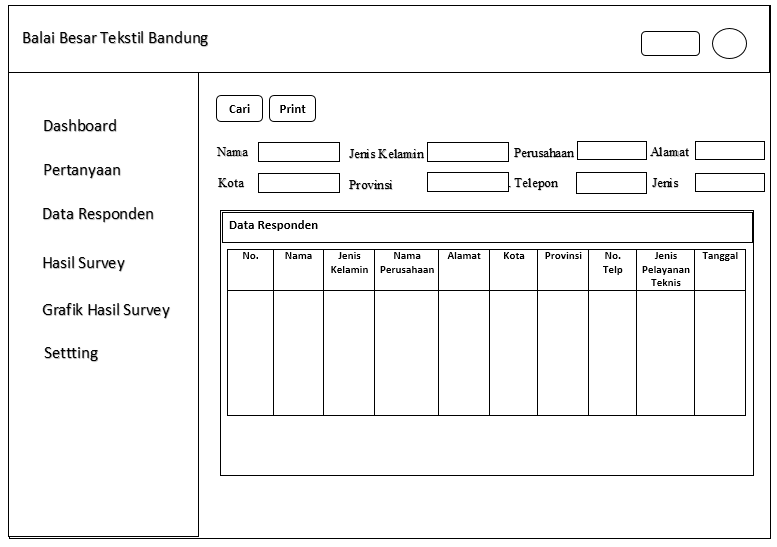 Balai Besar Tekstil Bandung
Dashboard
Pertanyaan
Data Responden
Hasil Survey
Grafik Hasil Survey
Settting
Cari Print
Nama Jenis Kelamin Perusahaan Alamat
Kota Provinsi . Telepon Jenis
Data Responden
No. Nama Jenis Nama Alamat Kota Provinsi No. Jenis Tanggal
Kelamin Perusahaan Telp Pelayanan
Teknis